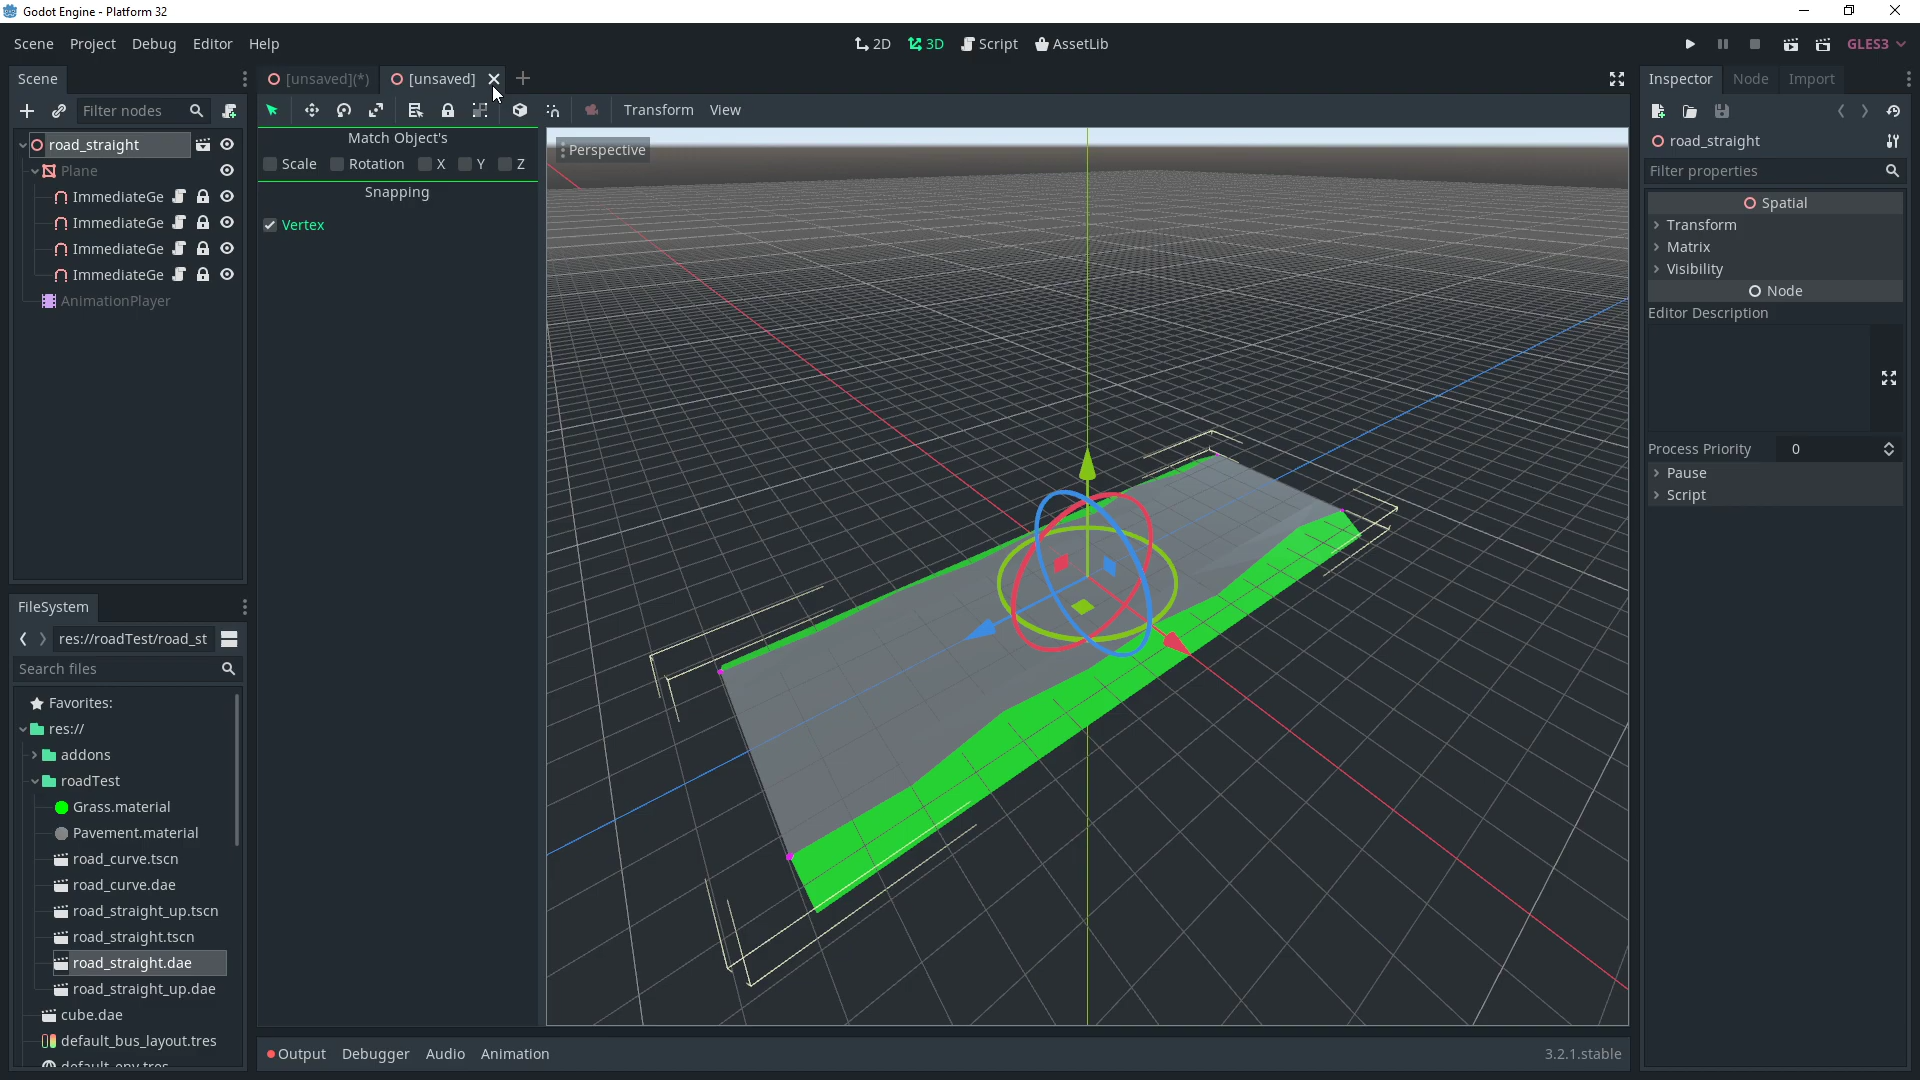 Godot Engine - Platform 32
Scene Project Debug Editor Help
2D 3D Script AssetLib
GLES3
Scene
[unsaved](*) [unsaved]
Inspector Node Import
Filter nodes
Transform View
Match Object's
Scale Rotation X Y Z
Snapping
Vertex
Perspective
road_straight
Plane
ImmediateGe
ImmediateGe
ImmediateGe
ImmediateGe
AnimationPlayer
FileSystem
res://roadTest/road_st
Search files
Favorites:
res://
addons
roadTest
Grass.material
Pavement.material
road_curve.tscn
road_curve.dae
road_straight_up.tscn
road_straight.tscn
road_straight.dae
road_straight_up.dae
cube.dae
default_bus_layout.tres
default_env.tres
Output Debugger Audio Animation
3.2.1.stable
road_straight
Filter properties
Spatial
Transform
Matrix
Visibility
Node
Editor Description
Process Priority 0
Pause
Script